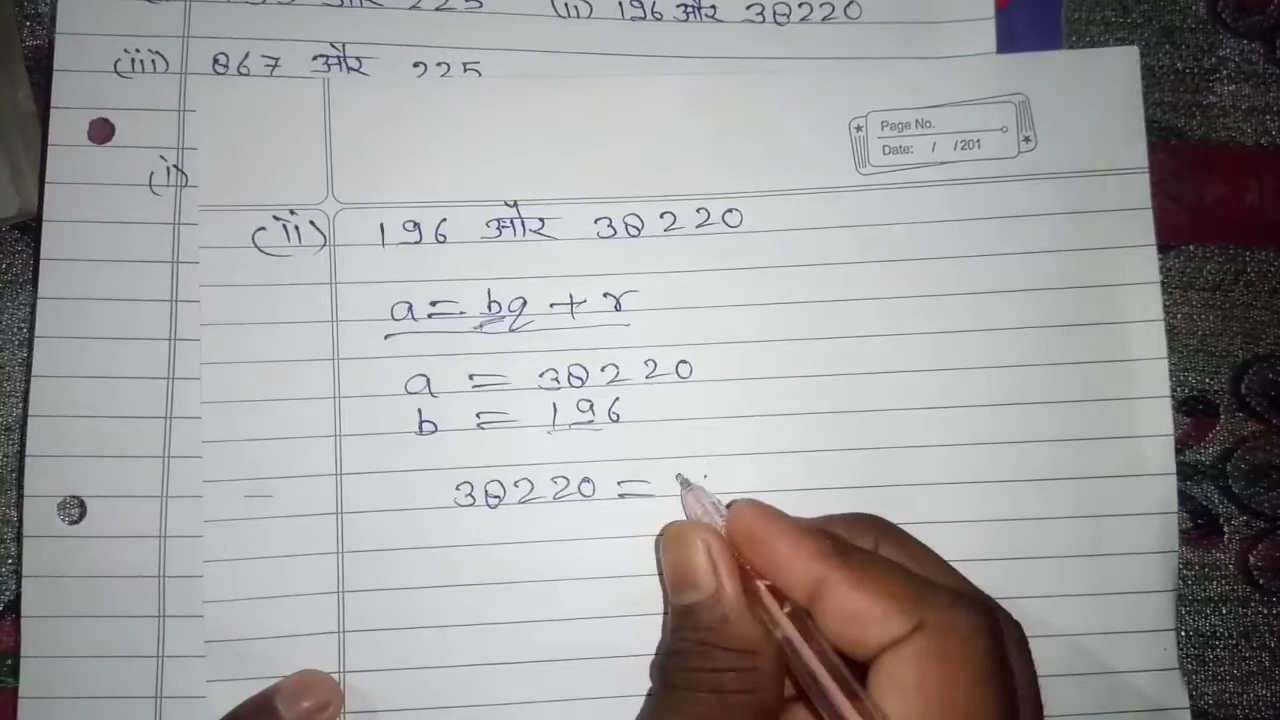 (ii) 196 और 38220
(iii) 867 और 225
Page No.
Date: / /201
(i)
(ii) 196 और 38220
a = bq + r
a = 38220
b = 196
38220 =